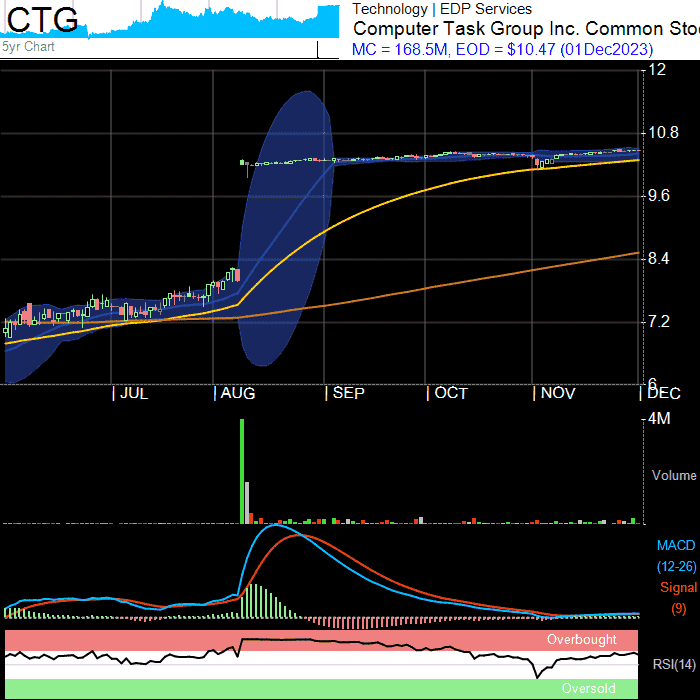 CTG
5yr Chart
Technology | EDP Services
Computer Task Group Inc. Common Sto
MC = 168.5M, EOD = $10.47 (01Dec2023)
12
10.8
9.6
8.4
7.2
6
JUL AUG SEP OCT NOV DEC
4M
Volume
MACD
(12-26)
Signal
(9)
Overbought
RSI(14)
Oversold